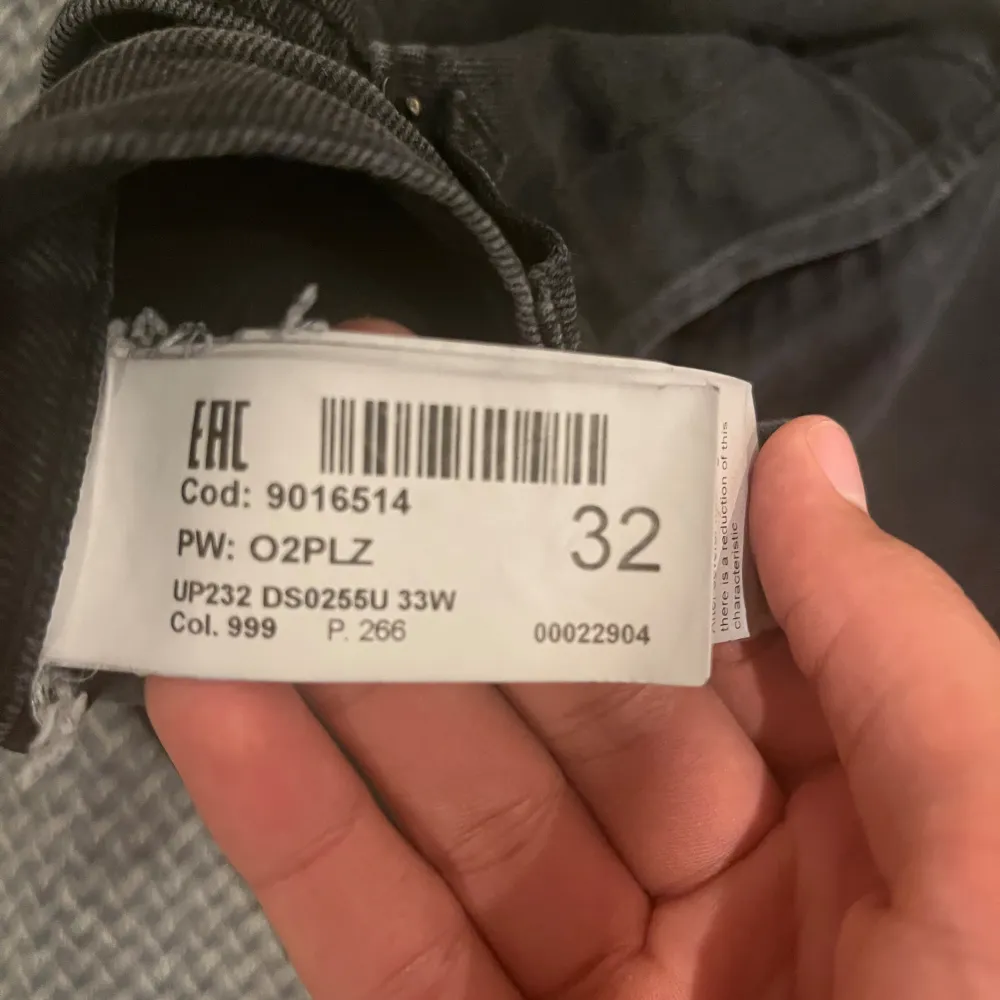 EAC
Cod: 9016514
PW: O2PLZ
32
UP232 DS0255U 33W
Col. 999 P. 266 00022904
there is a reduction of this
characteristic